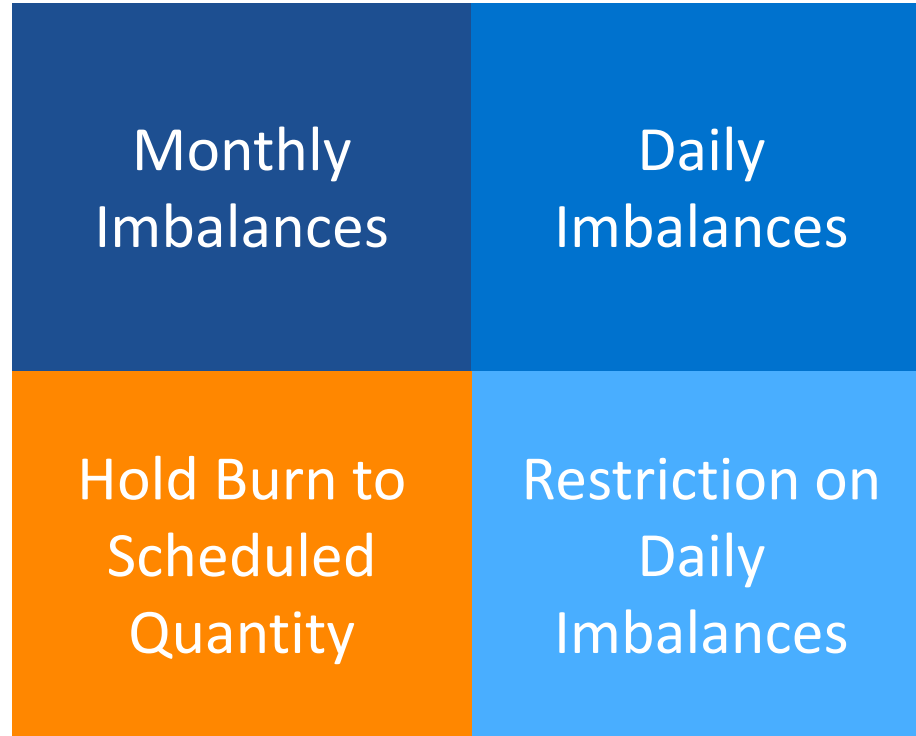 Monthly
Imbalances
Daily
Imbalances
Hold Burn to
Scheduled
Quantity
Restriction on
Daily
Imbalances